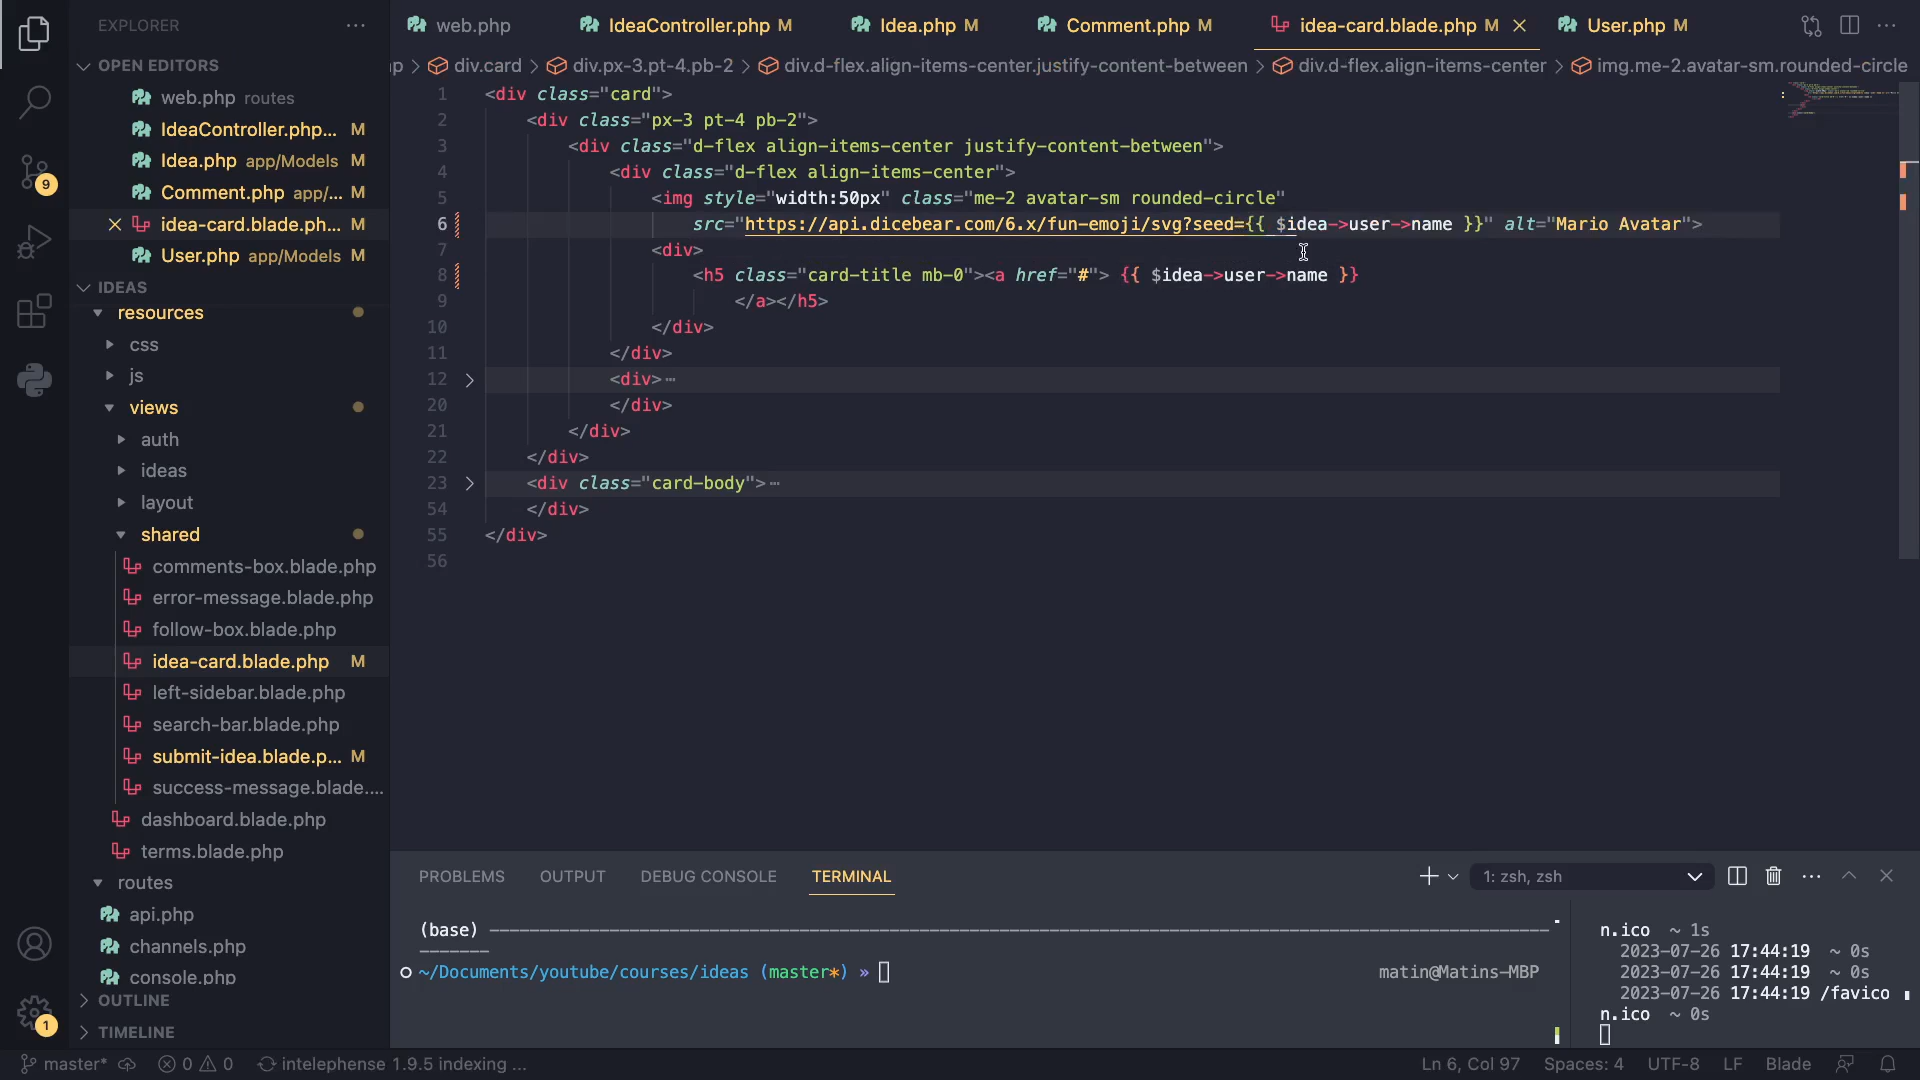 EXPLORER
web.php
IdeaController.php M
Idea.php M
Comment.php M
idea-card.blade.php M
User.php M
OPEN EDITORS
p > div.card > div.px-3.pt-4.pb-2 > div.d-flex.align-items-center.justify-content-between > div.d-flex.align-items-center > img.me-2.avatar-sm.rounded-circle
web.php routes
IdeaController.php... M
Idea.php app/Models M
Comment.php app/... M
idea-card.blade.ph... M
User.php app/Models M
IDEAS
resources
css
js
views
auth
ideas
layout
shared
comments-box.blade.php
error-message.blade.php
follow-box.blade.php
idea-card.blade.php M
left-sidebar.blade.php
search-bar.blade.php
submit-idea.blade.p... M
success-message.blade....
dashboard.blade.php
terms.blade.php
routes
api.php
channels.php
console.php
OUTLINE
TIMELINE
9
1
1 <div class="card">
2 <div class="px-3 pt-4 pb-2">
3 <div class="d-flex align-items-center justify-content-between">
4 <div class="d-flex align-items-center">
5 <img style="width:50px" class="me-2 avatar-sm rounded-circle"
6 src="https://api.dicebear.com/6.x/fun-emoji/svg?seed={{ $idea->user->name }}" alt="Mario Avatar">
7 <div>
8 <h5 class="card-title mb-0"><a href="#"> {{ $idea->user->name }}
9 </a></h5>
10 </div>
11 </div>
12 <div>⋯
20 </div>
21 </div>
22 </div>
23 <div class="card-body">⋯
54 </div>
55 </div>
56
PROBLEMS OUTPUT DEBUG CONSOLE TERMINAL
1: zsh, zsh
(base)
~/Documents/youtube/courses/ideas (master*) »
matin@Matins-MBP
n.ico ~ 1s
2023-07-26 17:44:19 ~ 0s
2023-07-26 17:44:19 ~ 0s
2023-07-26 17:44:19 /favico
n.ico ~ 0s
master* 0 0 intelephense 1.9.5 indexing ...
Ln 6, Col 97 Spaces: 4 UTF-8 LF Blade